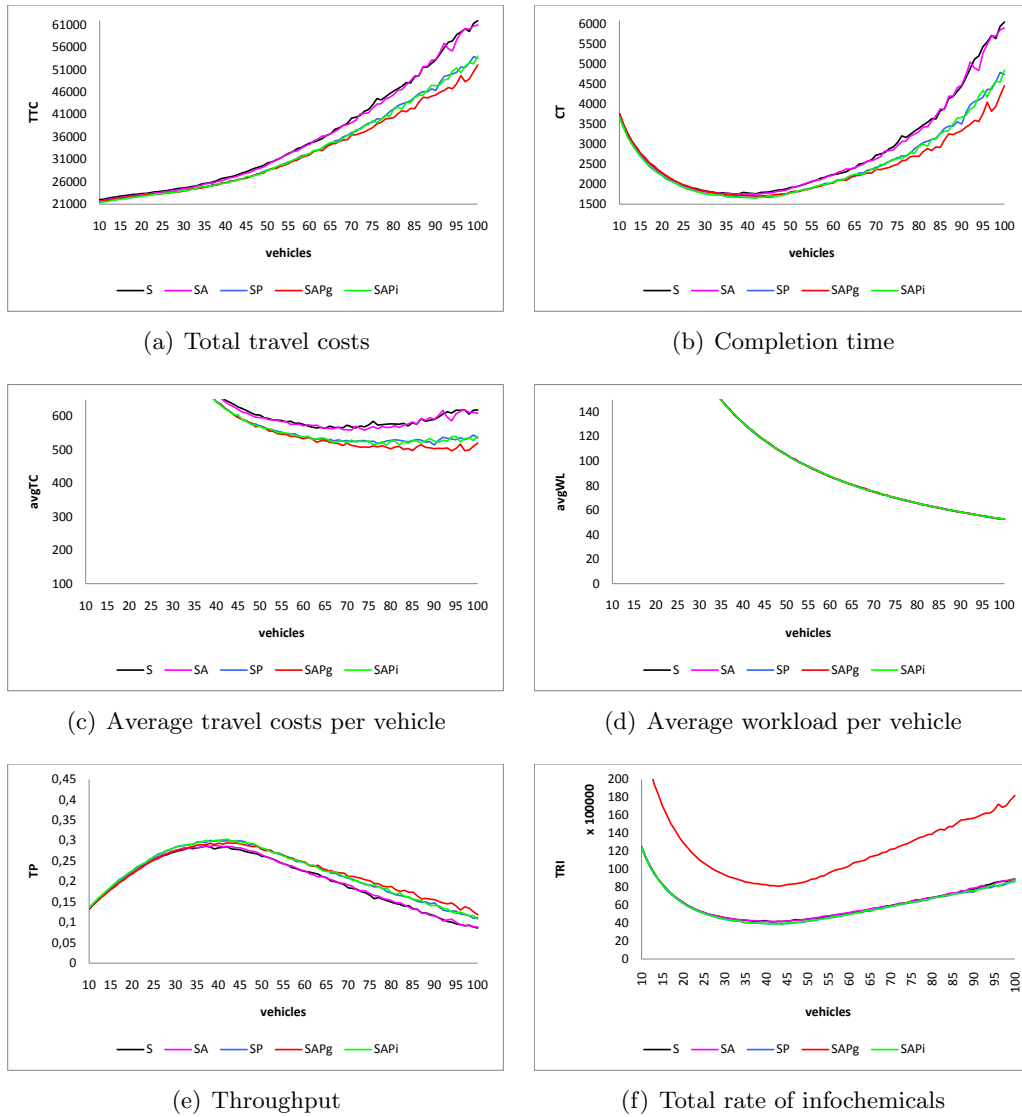 TTC
61000
56000
51000
46000
41000
36000
31000
26000
21000
10 15 20 25 30 35 40 45 50 55 60 65 70 75 80 85 90 95 100
vehicles
S SA SP SAPg SAPi
(a) Total travel costs
CT
6000
5500
5000
4500
4000
3500
3000
2500
2000
1500
10 15 20 25 30 35 40 45 50 55 60 65 70 75 80 85 90 95 100
vehicles
S SA SP SAPg SAPi
(b) Completion time
avgTC
600
500
400
300
200
100
10 15 20 25 30 35 40 45 50 55 60 65 70 75 80 85 90 95 100
vehicles
S SA SP SAPg SAPi
(c) Average travel costs per vehicle
avgWL
140
120
100
80
60
40
20
0
10 15 20 25 30 35 40 45 50 55 60 65 70 75 80 85 90 95 100
vehicles
S SA SP SAPg SAPi
(d) Average workload per vehicle
TP
0,45
0,4
0,35
0,3
0,25
0,2
0,15
0,1
0,05
0
10 15 20 25 30 35 40 45 50 55 60 65 70 75 80 85 90 95 100
vehicles
S SA SP SAPg SAPi
(e) Throughput
TRI
x 100000
200
180
160
140
120
100
80
60
40
20
0
10 15 20 25 30 35 40 45 50 55 60 65 70 75 80 85 90 95 100
vehicles
S SA SP SAPg SAPi
(f) Total rate of infochemicals